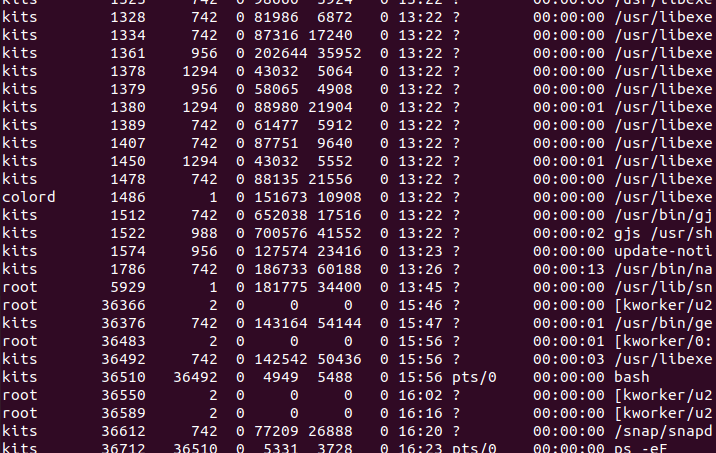 kits 1328 742 0 81986 6872 0 13:22 ? 00:00:00 /usr/libexe
kits 1334 742 0 87316 17240 0 13:22 ? 00:00:00 /usr/libexe
kits 1361 956 0 202644 35952 0 13:22 ? 00:00:00 /usr/libexe
kits 1378 1294 0 43032 5064 0 13:22 ? 00:00:00 /usr/libexe
kits 1379 956 0 58065 4908 0 13:22 ? 00:00:00 /usr/libexe
kits 1380 1294 0 88980 21904 0 13:22 ? 00:00:01 /usr/libexe
kits 1389 742 0 61477 5912 0 13:22 ? 00:00:00 /usr/libexe
kits 1407 742 0 87751 9640 0 13:22 ? 00:00:00 /usr/libexe
kits 1450 1294 0 43032 5552 0 13:22 ? 00:00:01 /usr/libexe
kits 1478 742 0 88135 21556 0 13:22 ? 00:00:00 /usr/libexe
colord 1486 1 0 151673 10908 0 13:22 ? 00:00:00 /usr/libexe
kits 1512 742 0 652038 17516 0 13:22 ? 00:00:00 /usr/bin/gj
kits 1522 988 0 700576 41552 0 13:22 ? 00:00:02 gjs /usr/sh
kits 1574 956 0 127574 23416 0 13:23 ? 00:00:00 update-noti
kits 1786 742 0 186733 60188 0 13:26 ? 00:00:13 /usr/bin/na
root 5929 1 0 181775 34400 0 13:45 ? 00:00:00 /usr/lib/sn
root 36366 2 0 0 0 0 15:46 ? 00:00:00 [kworker/u2
kits 36376 742 0 143164 54144 0 15:47 ? 00:00:01 /usr/bin/ge
root 36483 2 0 0 0 0 15:56 ? 00:00:01 [kworker/0:
kits 36492 742 0 142542 50436 0 15:56 ? 00:00:03 /usr/libexe
kits 36510 36492 0 4949 5488 0 15:56 pts/0 00:00:00 bash
root 36550 2 0 0 0 0 16:02 ? 00:00:00 [kworker/u2
root 36589 2 0 0 0 0 16:16 ? 00:00:00 [kworker/u2
kits 36612 742 0 77209 26888 0 16:20 ? 00:00:00 /snap/snapd
kits 36712 36510 0 5331 3728 0 16:23 pts/0 00:00:00 ps -eF